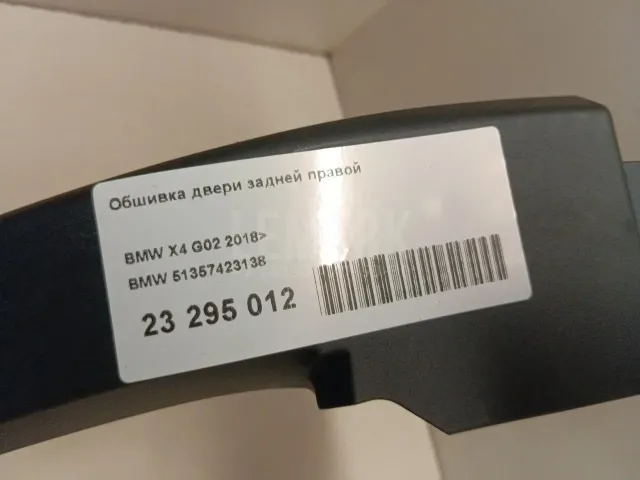 Обшивка двери задней правой
BMW X4 G02 2018>
BMW 51357423138
23 295 012